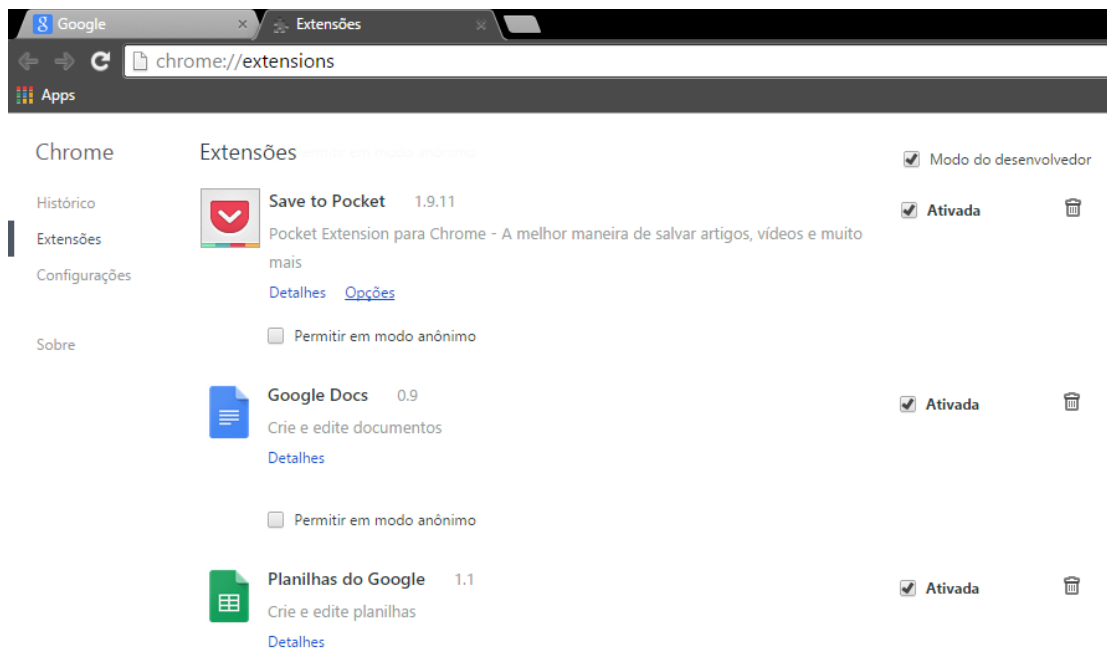 Google
Extensões
chrome://extensions
Apps
Chrome
Histórico
Extensões
Configurações
Sobre
Extensões
Modo do desenvolvedor
Save to Pocket 1.9.11
Ativada
Pocket Extension para Chrome - A melhor maneira de salvar artigos, vídeos e muito
mais
Detalhes Opções
Permitir em modo anônimo
Google Docs 0.9
Ativada
Crie e edite documentos
Detalhes
Permitir em modo anônimo
Planilhas do Google 1.1
Ativada
Crie e edite planilhas
Detalhes